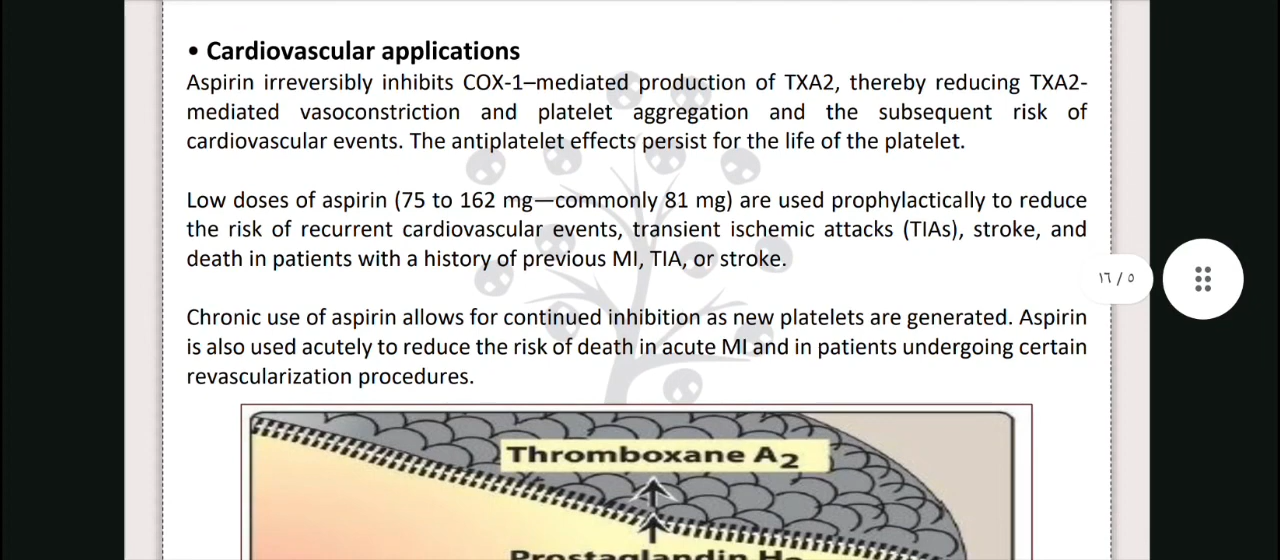 • Cardiovascular applications
Aspirin irreversibly inhibits COX-1–mediated production of TXA2, thereby reducing TXA2-
mediated vasoconstriction and platelet aggregation and the subsequent risk of
cardiovascular events. The antiplatelet effects persist for the life of the platelet.
Low doses of aspirin (75 to 162 mg—commonly 81 mg) are used prophylactically to reduce
the risk of recurrent cardiovascular events, transient ischemic attacks (TIAs), stroke, and
death in patients with a history of previous MI, TIA, or stroke.
١٦ / ٥
Chronic use of aspirin allows for continued inhibition as new platelets are generated. Aspirin
is also used acutely to reduce the risk of death in acute MI and in patients undergoing certain
revascularization procedures.
Thromboxane A2
Prostaglandin H2